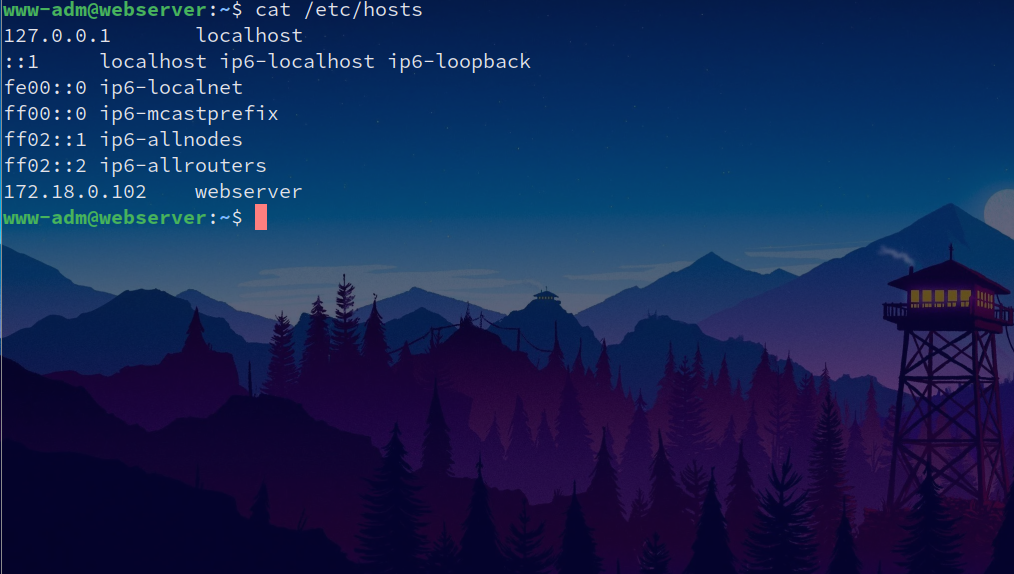 www-adm@webserver:~$ cat /etc/hosts
127.0.0.1       localhost
::1     localhost ip6-localhost ip6-loopback
fe00::0 ip6-localnet
ff00::0 ip6-mcastprefix
ff02::1 ip6-allnodes
ff02::2 ip6-allrouters
172.18.0.102    webserver
www-adm@webserver:~$